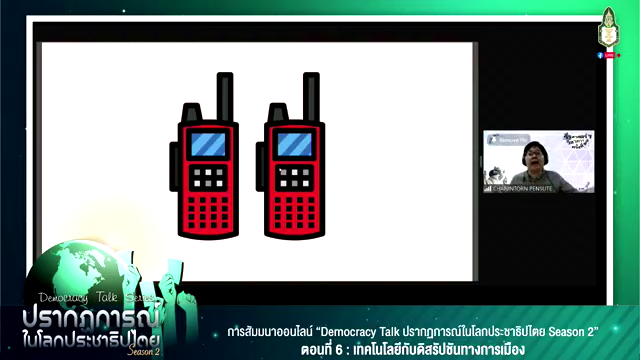 LIVE
CHANINTORN PENSUTE
Democracy Talk Series
ปรากฏการณ์
ในโลกประชาธิปไตย
Season 2
การสัมมนาออนไลน์ “Democracy Talk ปรากฏการณ์ในโลกประชาธิปไตย Season 2”
ตอนที่ 6 : เทคโนโลยีกับดิสรัปชันทางการเมือง